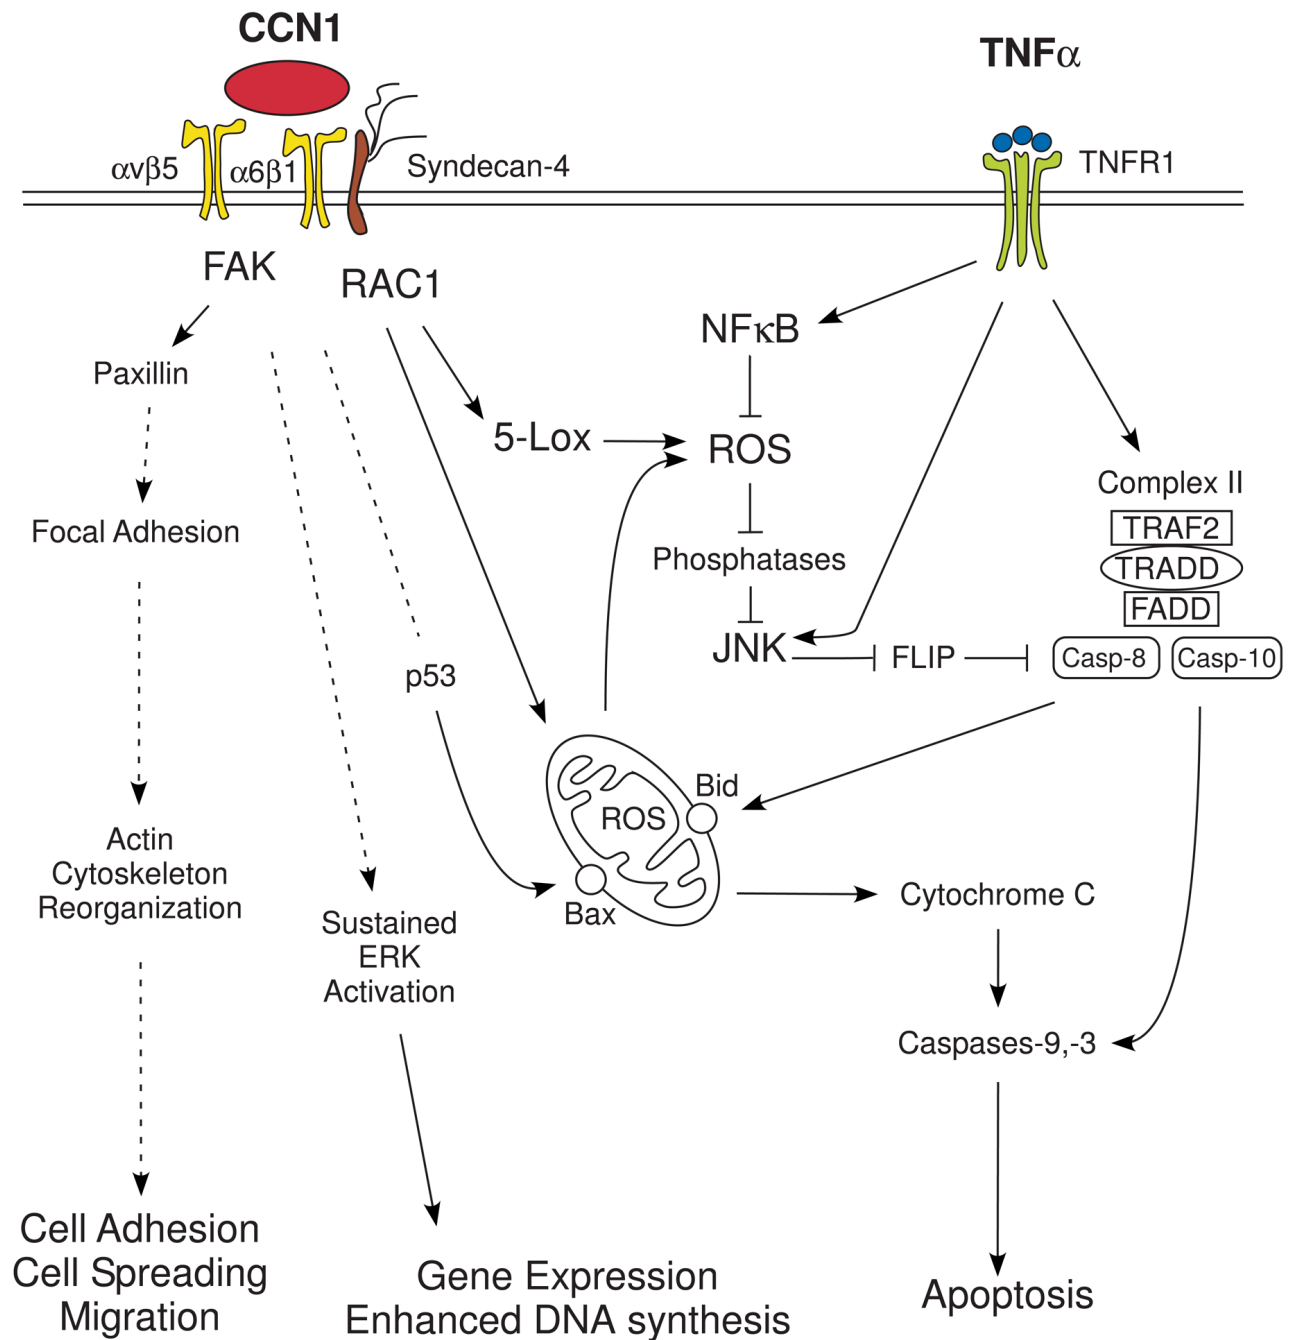 CCN1
TNFα
αvβ5
α6β1
Syndecan-4
TNFR1
FAK
RAC1
NFκB
Paxillin
5-Lox
ROS
Complex II
TRAF2
Focal Adhesion
Phosphatases
TRADD
FADD
JNK
FLIP
Casp-8
Casp-10
p53
Bid
ROS
Actin
Cytoskeleton
Reorganization
Bax
Cytochrome C
Sustained
ERK
Activation
Caspases-9,-3
Cell Adhesion
Cell Spreading
Migration
Gene Expression
Enhanced DNA synthesis
Apoptosis